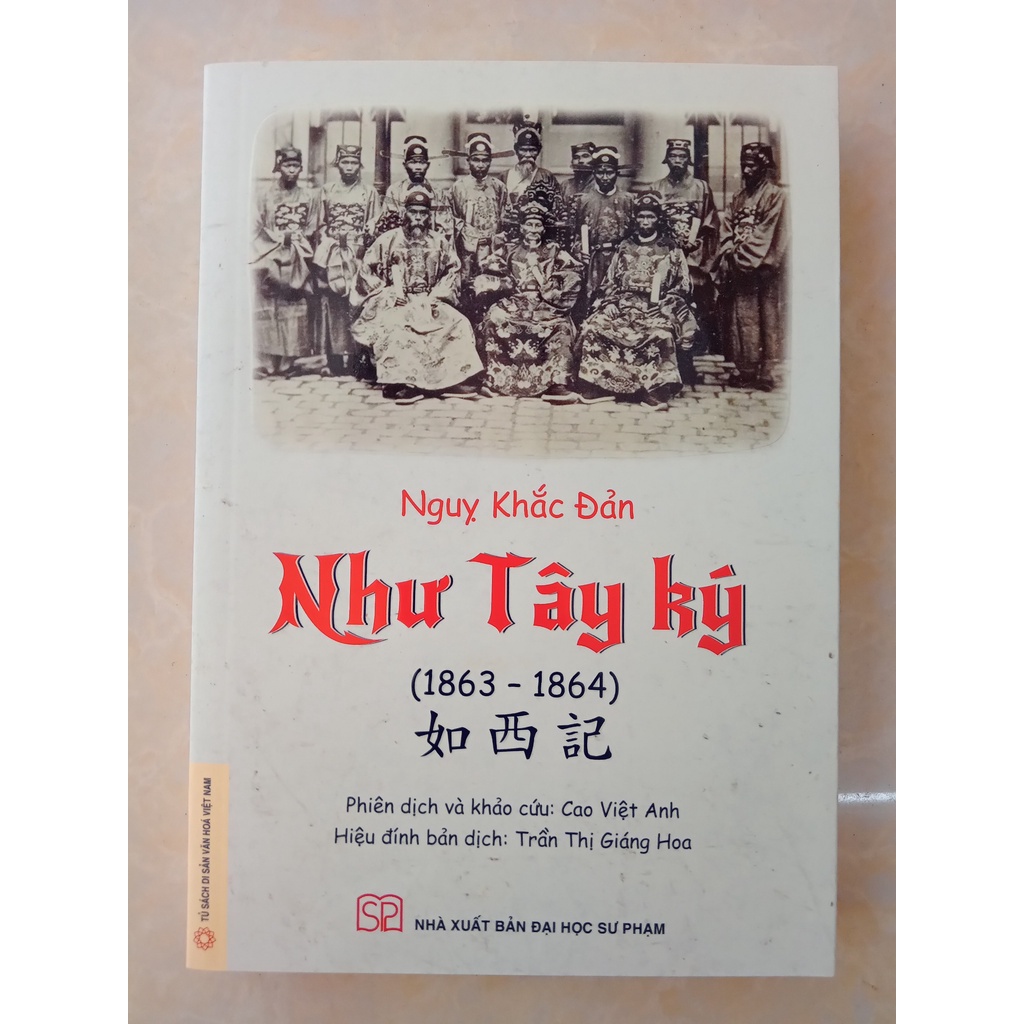 Nguỵ Khắc Đản
Như Tây ký
(1863 - 1864)
如西記
Phiên dịch và khảo cứu: Cao Việt Anh
Hiệu đính bản dịch: Trần Thị Giáng Hoa
SP
NHÀ XUẤT BẢN ĐẠI HỌC SƯ PHẠM
TỦ SÁCH DI SẢN VĂN HOÁ VIỆT NAM